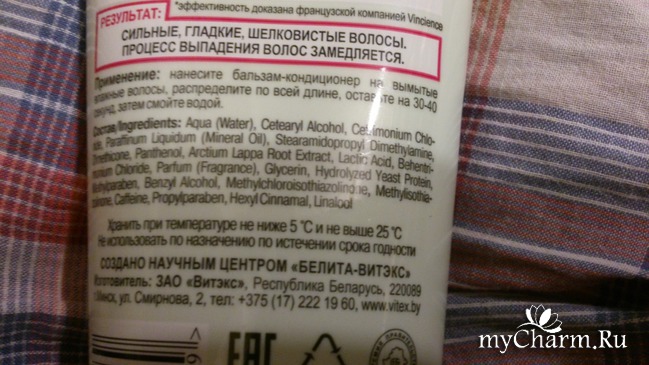 РЕЗУЛЬТАТ:
*эффективность доказана французской компанией Vincience
СИЛЬНЫЕ, ГЛАДКИЕ, ШЕЛКОВИСТЫЕ ВОЛОСЫ.
ПРОЦЕСС ВЫПАДЕНИЯ ВОЛОС ЗАМЕДЛЯЕТСЯ.
Применение: нанесите бальзам-кондиционер на вымытые
влажные волосы, распределите по всей длине, оставьте на 30-40
секунд, затем смойте водой.
Состав/Ingredients: Aqua (Water), Cetearyl Alcohol, Cetrimonium Chlo-
ride, Paraffinum Liquidum (Mineral Oil), Stearamidopropyl Dimethylamine,
Dimethicone, Panthenol, Arctium Lappa Root Extract, Lactic Acid, Behentri-
monium Chloride, Parfum (Fragrance), Glycerin, Hydrolyzed Yeast Protein,
Methylparaben, Benzyl Alcohol, Methylchloroisothiazolinone, Methylisothia-
zolinone, Caffeine, Propylparaben, Hexyl Cinnamal, Linalool
Хранить при температуре не ниже 5 °C и не выше 25 °C
Не использовать по назначению по истечении срока годности
СОЗДАНО НАУЧНЫМ ЦЕНТРОМ «БЕЛИТА-ВИТЭКС»
Изготовитель: ЗАО «Витэкс», Республика Беларусь, 220089
г. Минск, ул. Смирнова, 2, тел: +375 (17) 222 19 60, www.vitex.by
EAC
myCharm.Ru